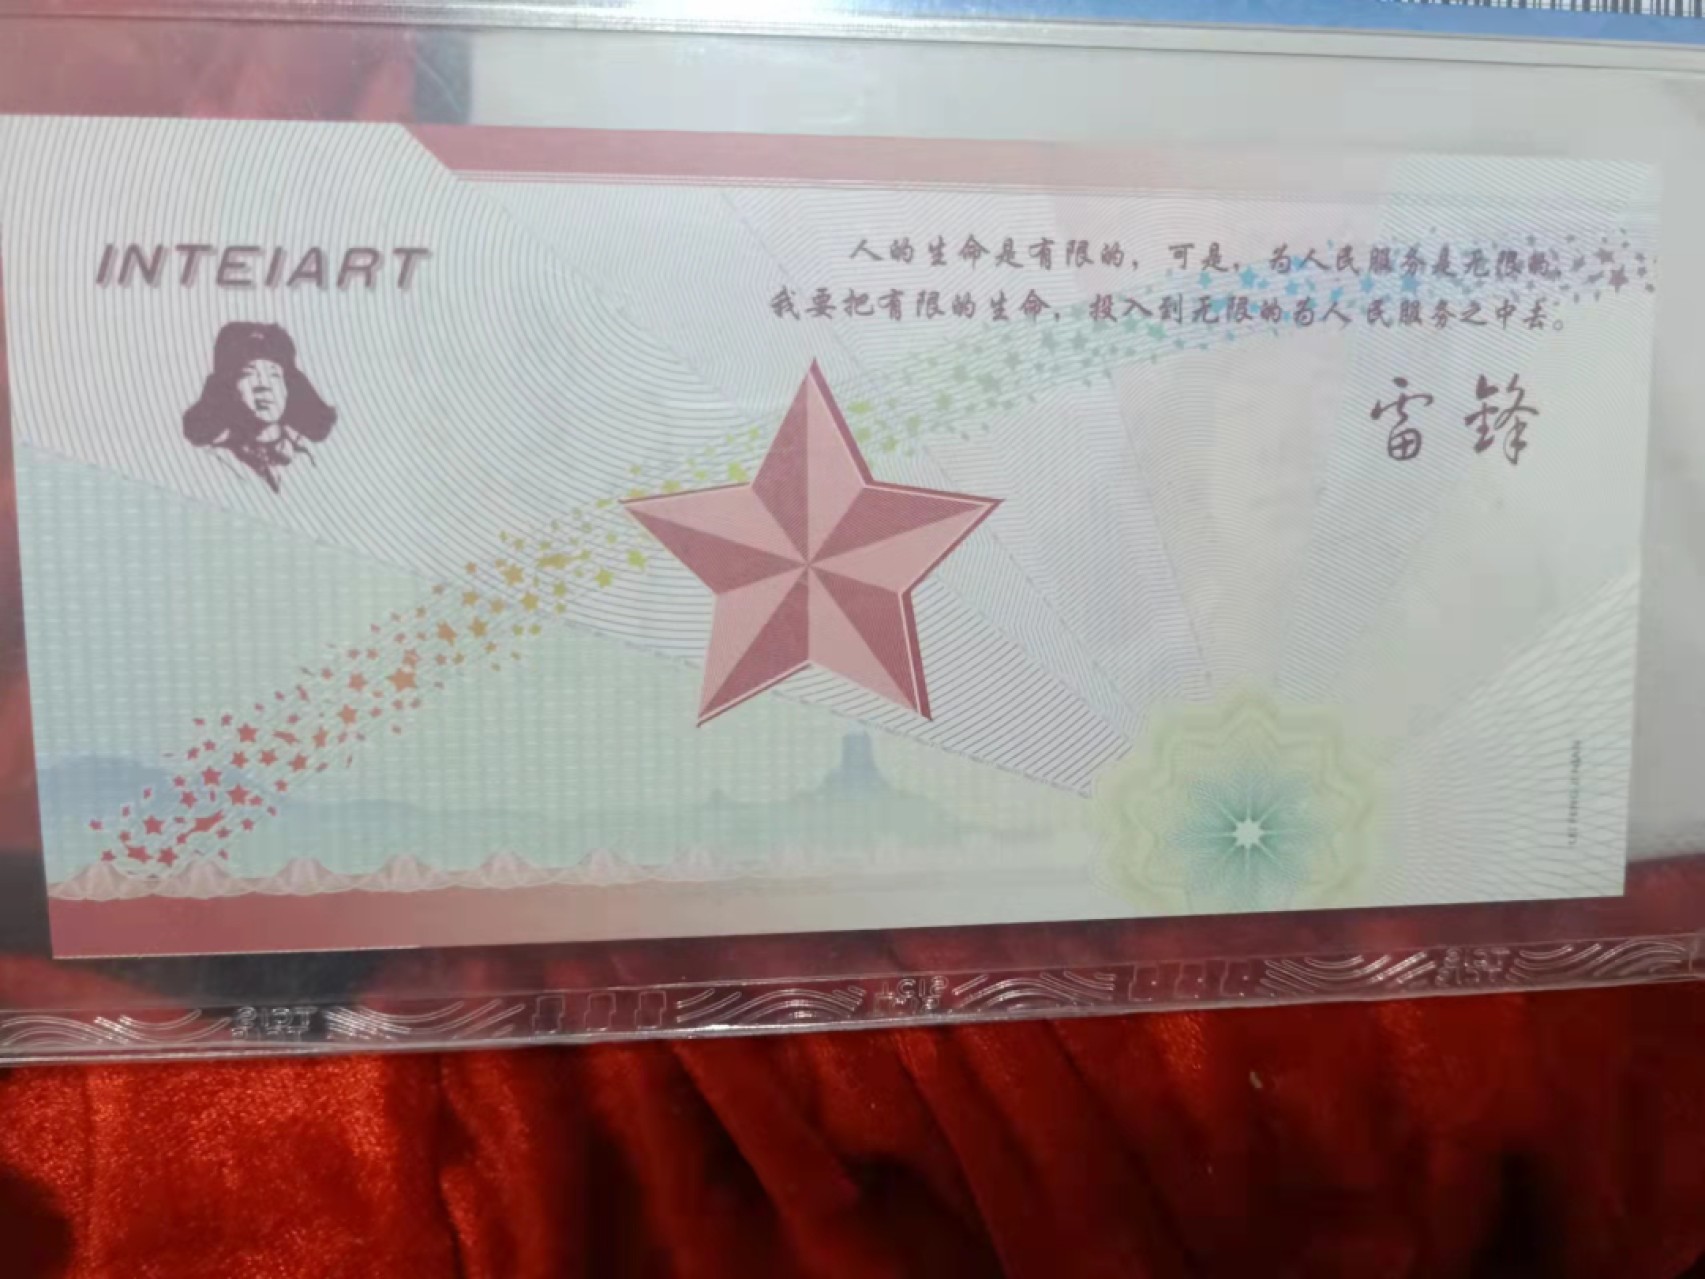 INTEIART
人的生命是有限的，可是，为人民服务是无限的，
我要把有限的生命，投入到无限的为人民服务之中去。
雷鋒